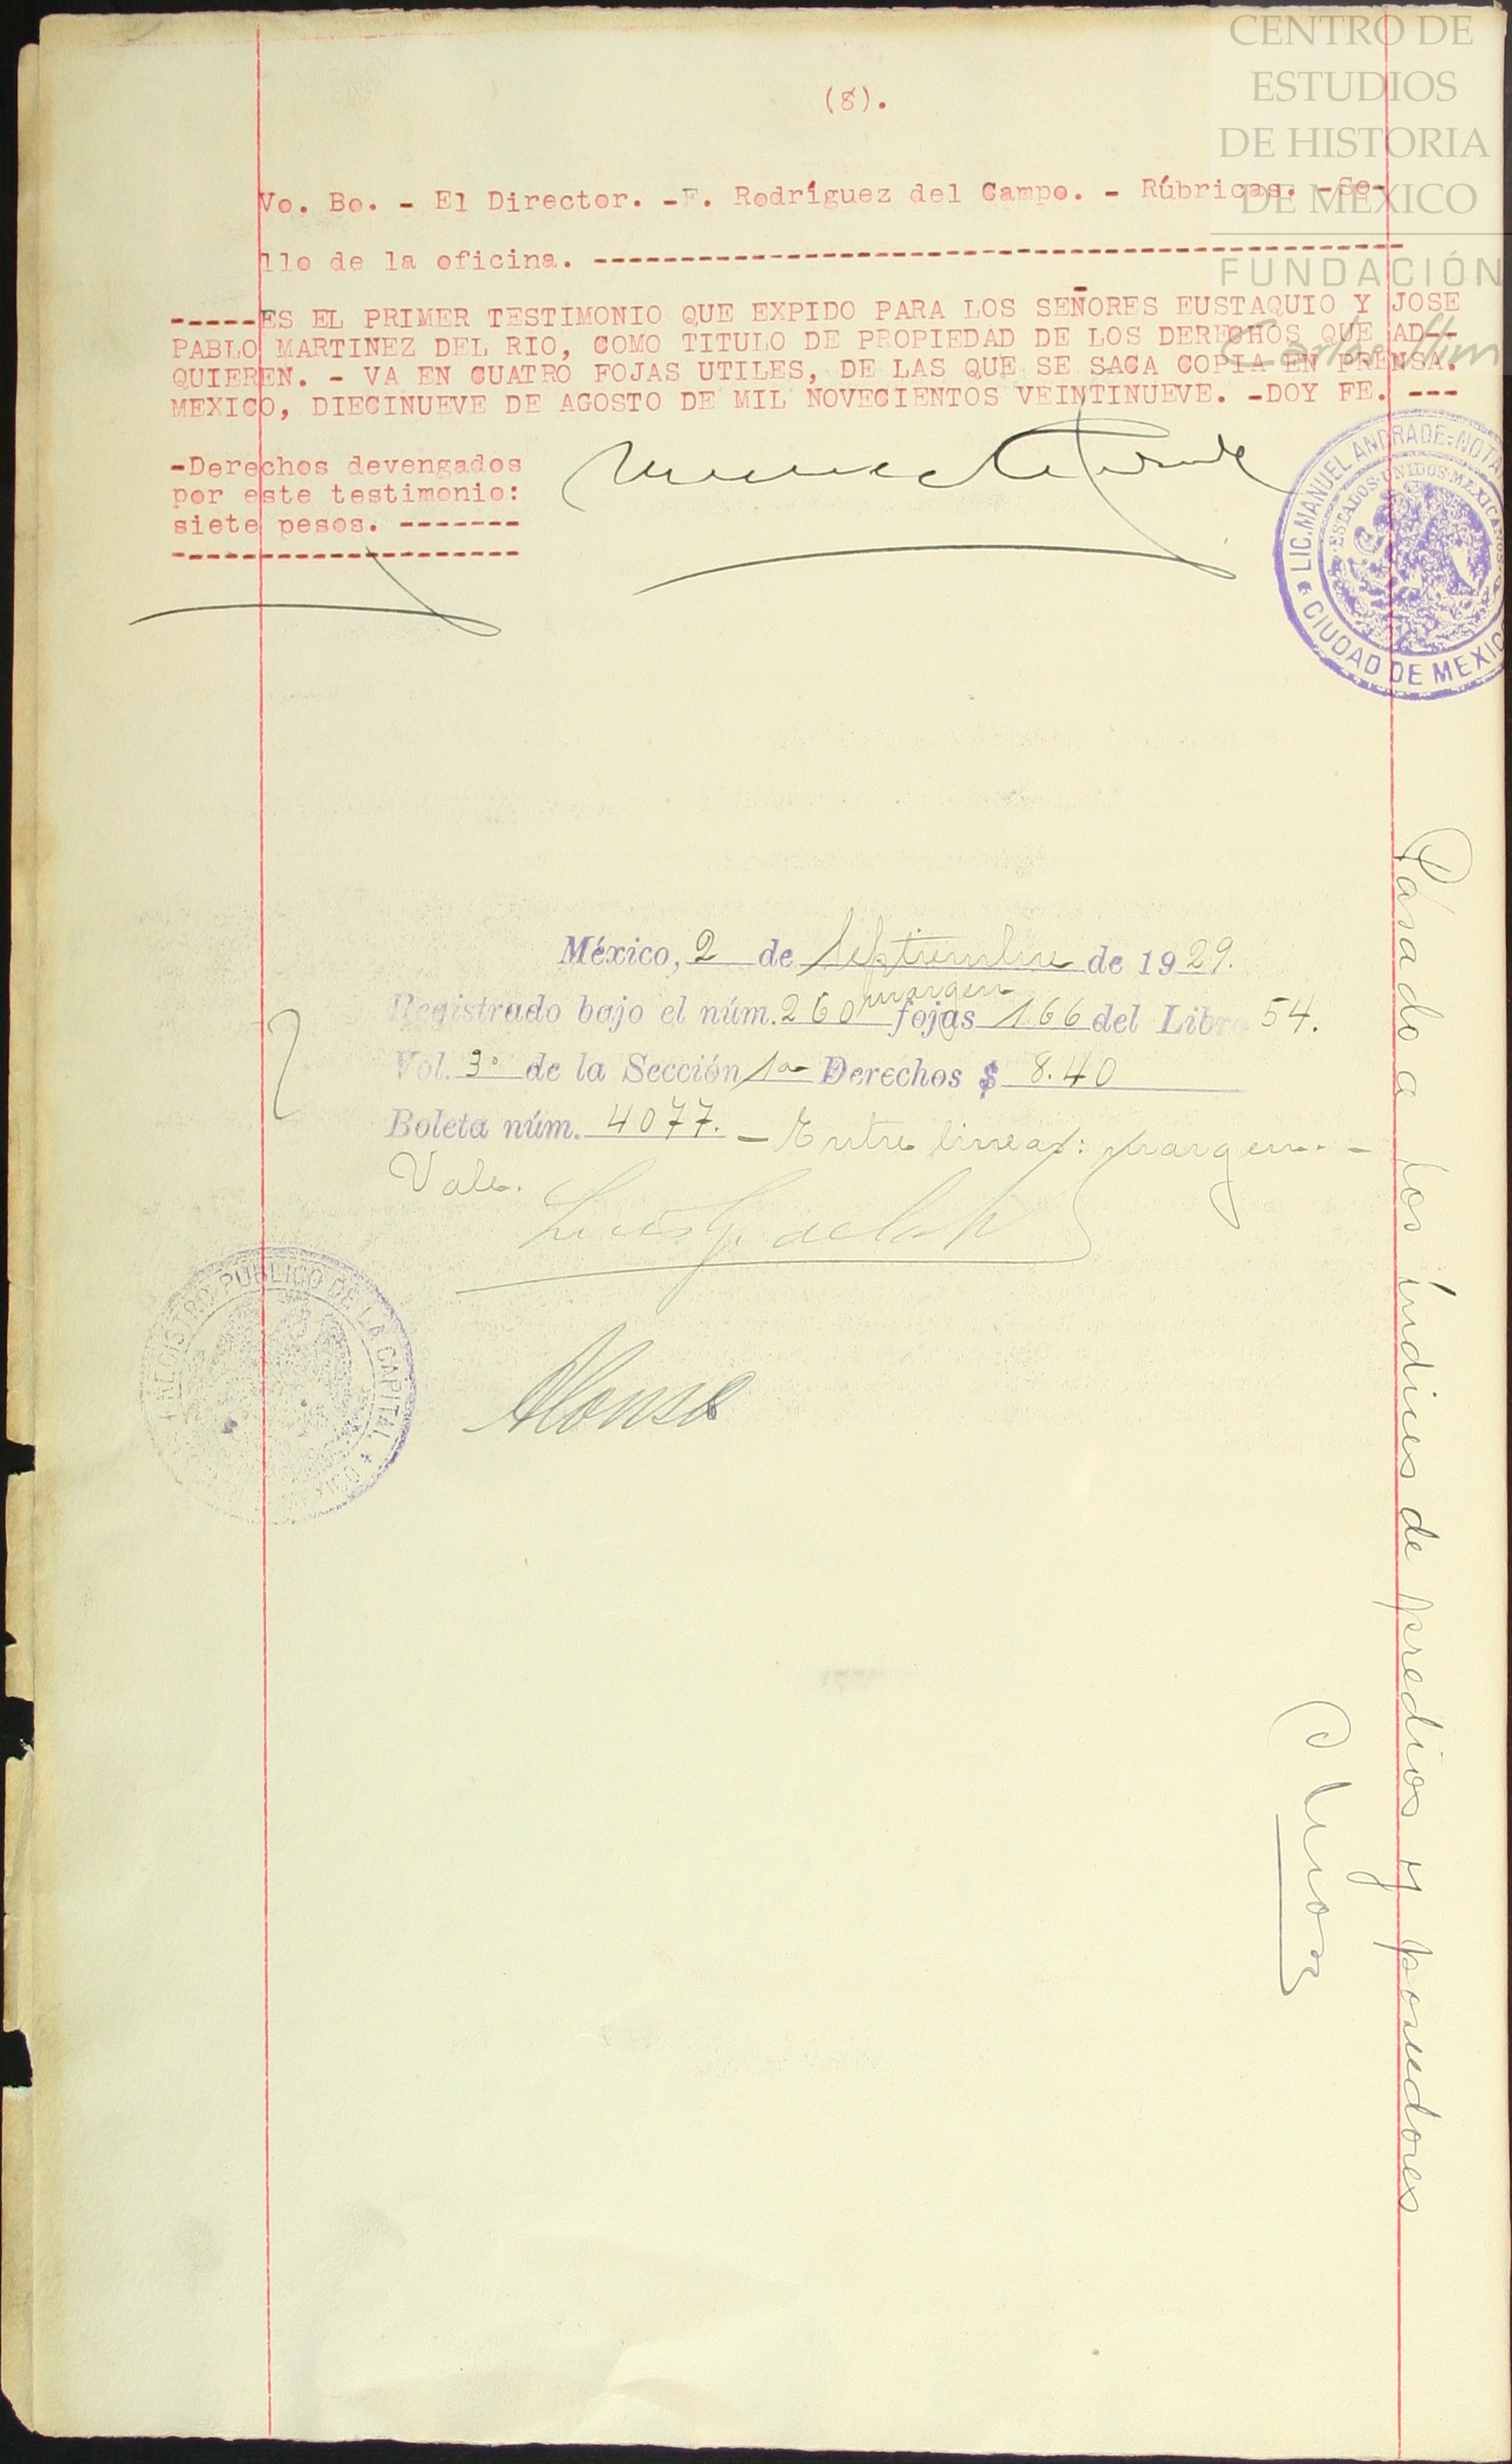 CENTRO DE
ESTUDIOS
DE HISTORIA
DE MÉXICO
FUNDACIÓN
(8).
Vo. Bo. - El Director. -F. Rodríguez del Campo. - Rúbricas. -Se-
llo de la oficina. ------------------------------------------------
-----ES EL PRIMER TESTIMONIO QUE EXPIDO PARA LOS SEÑORES EUSTAQUIO Y JOSE
PABLO MARTINEZ DEL RIO, COMO TITULO DE PROPIEDAD DE LOS DERECHOS QUE AD--
QUIEREN. - VA EN CUATRO FOJAS UTILES, DE LAS QUE SE SACA COPIA EN PRENSA.
MEXICO, DIECINUEVE DE AGOSTO DE MIL NOVECIENTOS VEINTINUEVE. -DOY FE. ---
-Derechos devengados
por este testimonio:
siete pesos. -------
--------------------
LIC. MANUEL ANDRADE=NOTA
ESTADOS·UNIDOS·MEXICANOS
CIUDAD DE MEXIC
México, 2 de Septiembre de 1929.
margen
Registrado bajo el núm. 260 fojas 166 del Libro 54.
Vol. 3º de la Sección 1a Derechos $ 8.40
Boleta núm. 4077. - Entre lineas: margen. -
Vale.
REGISTRO PUBLICO DE LA CAPITAL
MEXICO
Alonso
Pasado a los índices de predios y poseedores